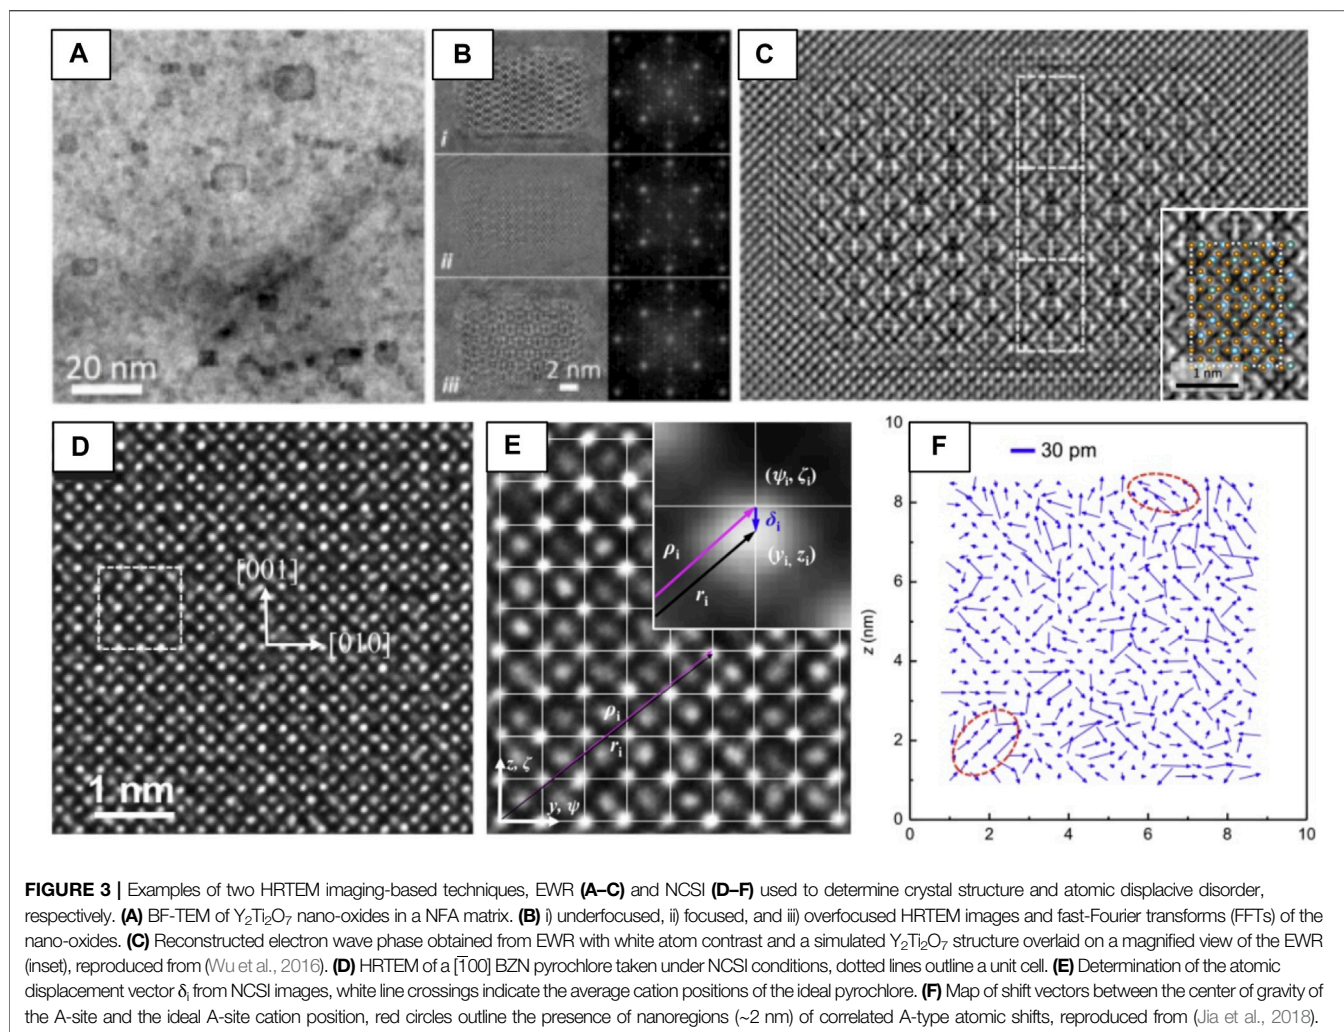 A
B
C
i
ii
iii
20 nm
2 nm
1 nm
D
E
F
[001]
[010]
1 nm
(ψi, ζi)
δi
ρi
(yi, zi)
ri
ρi
ri
z, ζ
y, ψ
30 pm
10
8
6
4
2
0
z (nm)
0 2 4 6 8 10
FIGURE 3 | Examples of two HRTEM imaging-based techniques, EWR (A–C) and NCSI (D–F) used to determine crystal structure and atomic displacive disorder,
respectively. (A) BF-TEM of Y2Ti2O7 nano-oxides in a NFA matrix. (B) i) underfocused, ii) focused, and iii) overfocused HRTEM images and fast-Fourier transforms (FFTs) of the
nano-oxides. (C) Reconstructed electron wave phase obtained from EWR with white atom contrast and a simulated Y2Ti2O7 structure overlaid on a magnified view of the EWR
(inset), reproduced from (Wu et al., 2016). (D) HRTEM of a [1̅00] BZN pyrochlore taken under NCSI conditions, dotted lines outline a unit cell. (E) Determination of the atomic
displacement vector δi from NCSI images, white line crossings indicate the average cation positions of the ideal pyrochlore. (F) Map of shift vectors between the center of gravity of
the A-site and the ideal A-site cation position, red circles outline the presence of nanoregions (~2 nm) of correlated A-type atomic shifts, reproduced from (Jia et al., 2018).